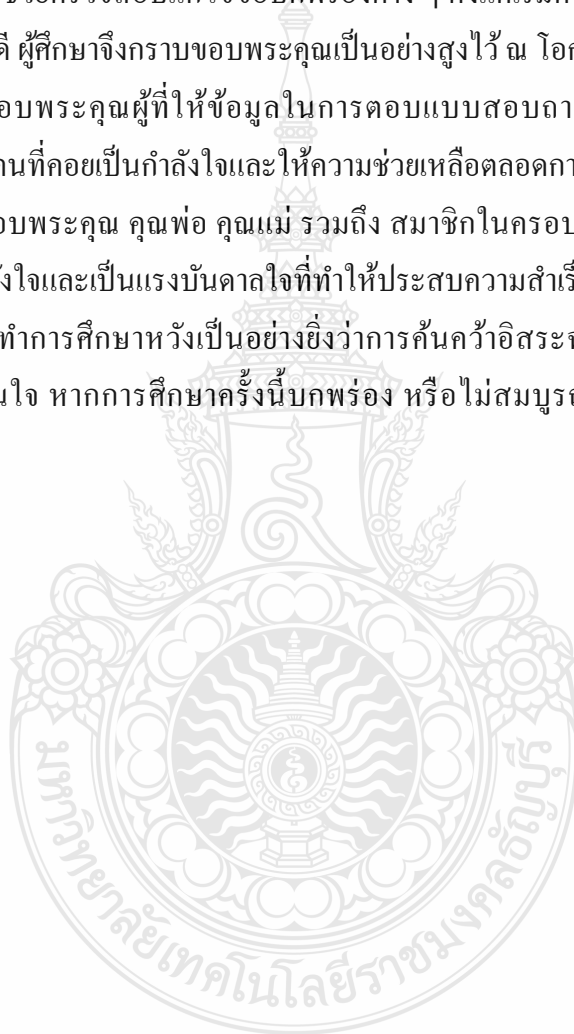 ดี ผู้ศึกษาจึงกราบขอบพระคุณเป็นอย่างสูงไว้ ณ
อบพระคุณผู้ที่ให้ข้อมูลในการตอบแบบสอบถา
านที่คอยเป็นกำลังใจและให้ความช่วยเหลือตลอดกา
อบพระคุณ คุณพ่อ คุณแม่ รวมถึง สมาชิกในครอบ
ังใจและเป็นแรงบันดาลใจที่ทำให้ประสบความสำเร็
ทำการศึกษาหวังเป็นอย่างยิ่งว่าการค้นคว้าอิสระ
นใจ หากการศึกษาครั้งนี้บกพร่อง หรือไม่สมบูรณ
มหาวิทยาลัยเทคโนโลยีราชมงคลธัญบุรี